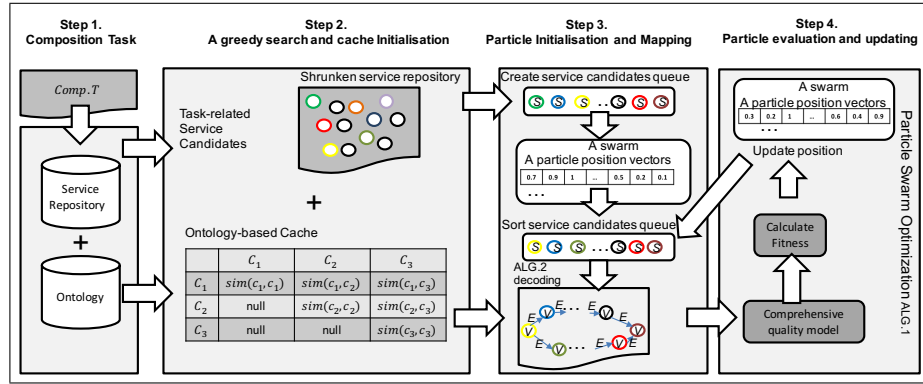 Step 1.
Composition Task
Comp.T
Service
Repository
+
Ontology
Step 2.
A greedy search and cache Initialisation
Shrunken service repository
Task-related
Service
Candidates
+
Ontology-based Cache
C₁ C₂ C₃
C₁ sim(c₁, c₁) sim(c₁, c₂) sim(c₁, c₃)
C₂ null sim(c₂, c₂) sim(c₂, c₃)
C₃ null null sim(c₃, c₃)
Step 3.
Particle Initialisation and Mapping
Create service candidates queue
S S S .. S S S
A swarm
A particle position vectors
0.7 0.9 1 .. 0.5 0.2 0.1
...
Sort service candidates queue
S S S ... S S S
ALG.2
decoding
E V E ... V E
V V
E V ... E V E
Step 4.
Particle evaluation and updating
A swarm
A particle position vectors
0.3 0.2 1 .. 0.6 0.4 0.9
...
Update position
Calculate
Fitness
Comprehensive
quality model
Particle Swarm Optimization ALG.1